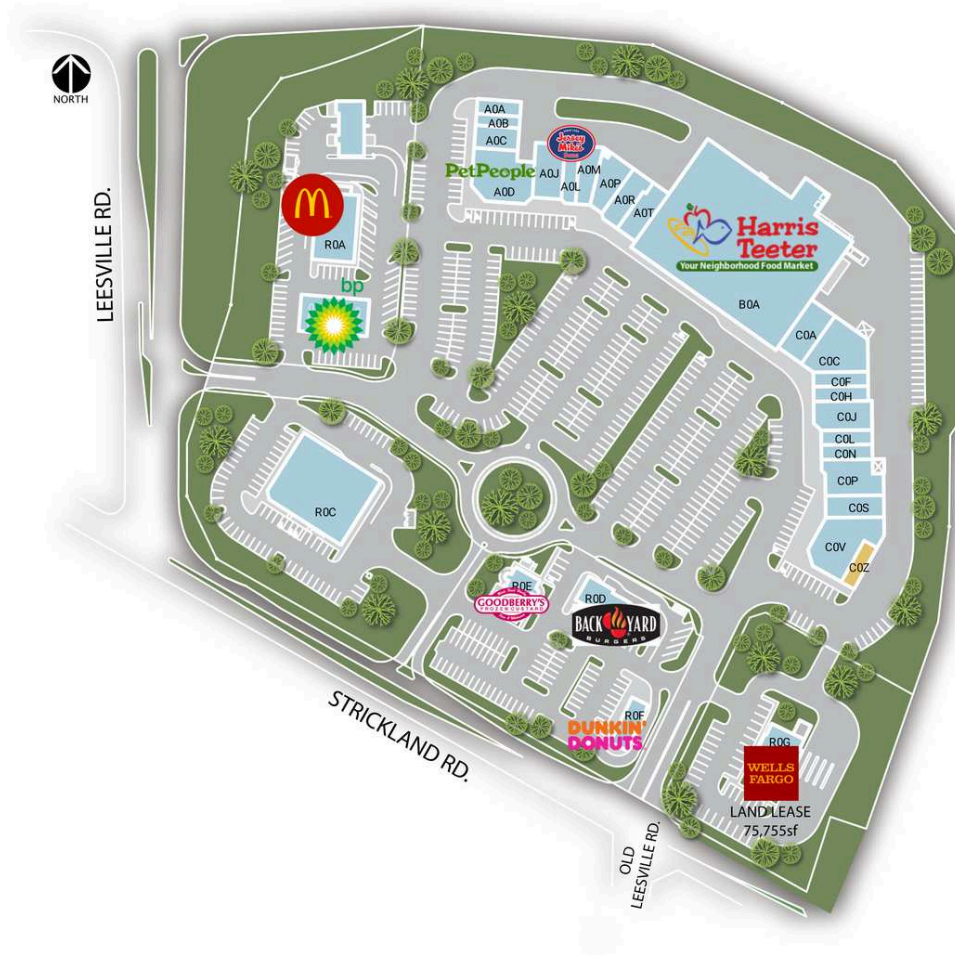 NORTH
LEESVILLE RD.
A0A
A0B
A0C
PetPeople
A0D
A0J
Jersey
Mike's
Subs
A0L
A0M
A0P
A0R
A0T
Harris
Teeter
Your Neighborhood Food Market
B0A
M
R0A
bp
C0A
C0C
C0F
C0H
C0J
C0L
C0N
C0P
C0S
C0V
C0Z
R0C
R0E
GOODBERRY'S
FROZEN CUSTARD
R0D
BACK YARD
BURGERS
R0F
DUNKIN'
DONUTS
R0G
WELLS
FARGO
LAND LEASE
75,755sf
STRICKLAND RD.
OLD
LEESVILLE RD.